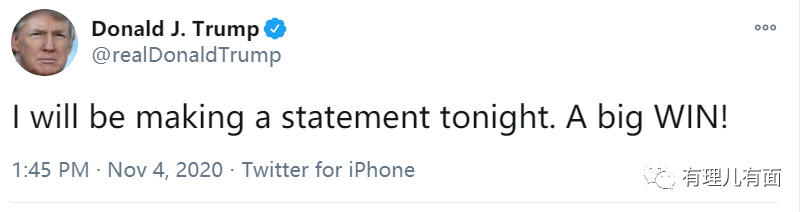 Donald J. Trump
@realDonaldTrump
I will be making a statement tonight. A big WIN!
1:45 PM · Nov 4, 2020 · Twitter for iPhone
有理儿有面